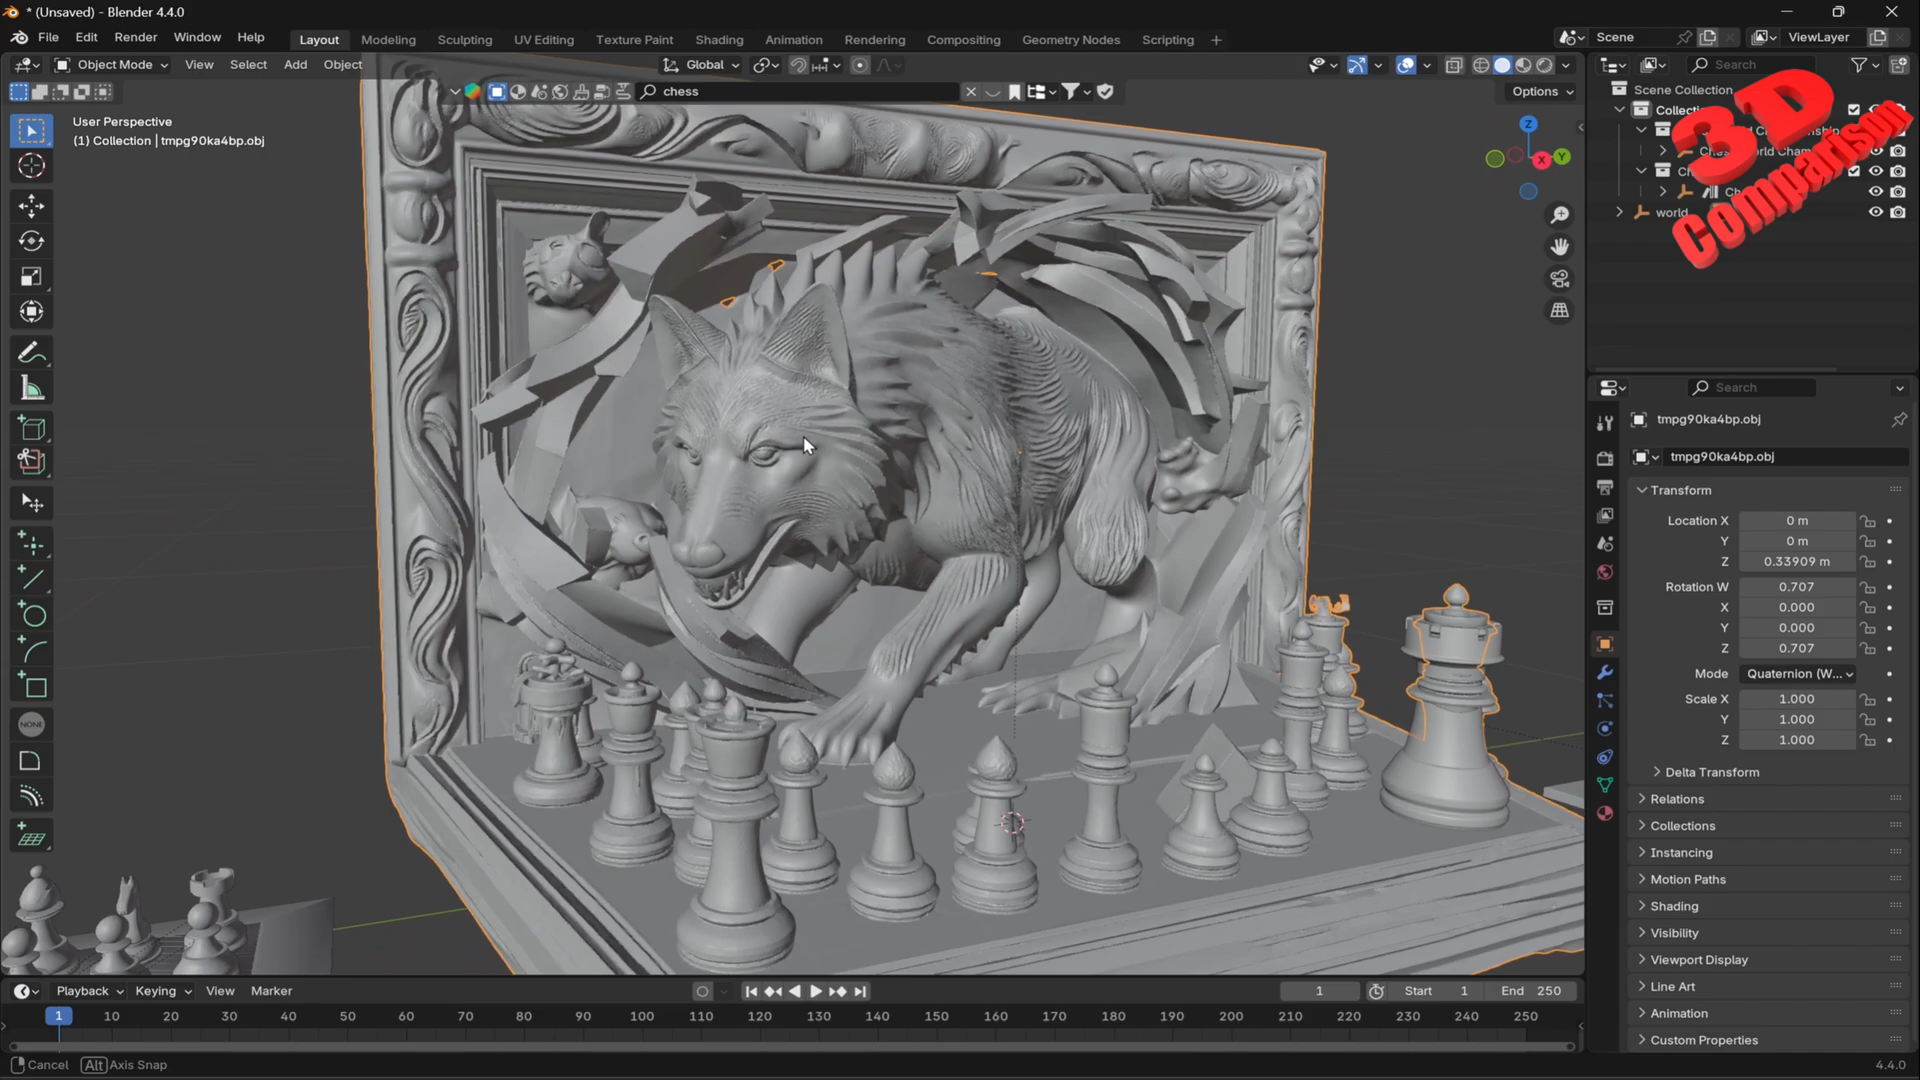 * (Unsaved) - Blender 4.4.0
File Edit Render Window Help
Layout Modeling Sculpting UV Editing Texture Paint Shading Animation Rendering Compositing Geometry Nodes Scripting +
Scene
ViewLayer
Object Mode View Select Add Object
Global
Search
chess
Options
User Perspective
(1) Collection | tmpg90ka4bp.obj
Z
X
Y
Scene Collection
world
3D
Comparison
Search
tmpg90ka4bp.obj
tmpg90ka4bp.obj
Transform
Location X 0 m
Y 0 m
Z 0.33909 m
Rotation W 0.707
X 0.000
Y 0.000
Z 0.707
Mode Quaternion (W...
Scale X 1.000
Y 1.000
Z 1.000
Delta Transform
Relations
Collections
Instancing
Motion Paths
Shading
Visibility
Viewport Display
Line Art
Animation
Custom Properties
NONE
Playback Keying View Marker
1 Start 1 End 250
1 10 20 30 40 50 60 70 80 90 100 110 120 130 140 150 160 170 180 190 200 210 220 230 240 250
Cancel Alt Axis Snap
4.4.0